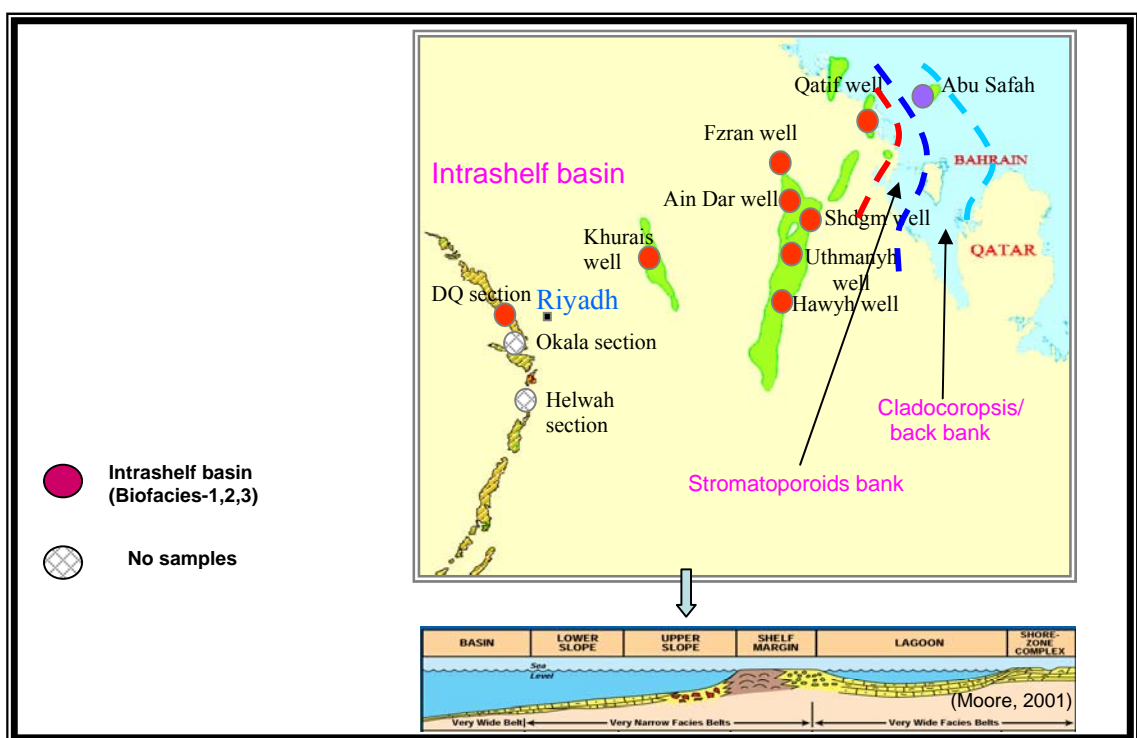 Qatif well
Abu Safah
Fzran well
BAHRAIN
Intrashelf basin
Ain Dar well
Shdgm well
Khurais
well
Uthmanyh
well
QATAR
DQ section
Riyadh
Hawyh well
Okala section
Helwah
section
Cladocoropsis/
back bank
Stromatoporoids bank
Intrashelf basin
(Biofacies-1,2,3)
No samples
BASIN
LOWER
SLOPE
UPPER
SLOPE
SHELF
MARGIN
LAGOON
SHORE-
ZONE
COMPLEX
Sea
Level
(Moore, 2001)
Very Wide Belt
Very Narrow Facies Belts
Very Wide Facies Belts